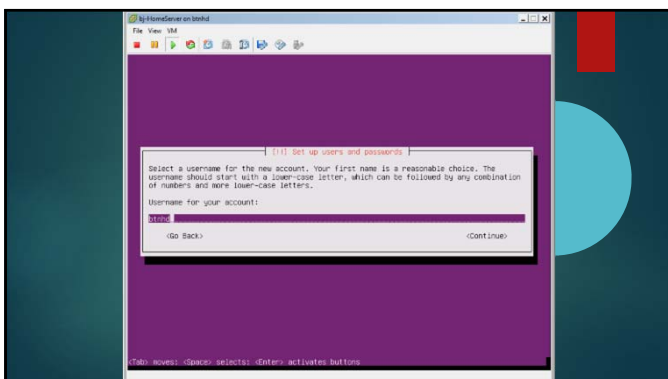 bj-HomeServer on btnhd
File View VM
[!!] Set up users and passwords
Select a username for the new account. Your first name is a reasonable choice. The
username should start with a lower-case letter, which can be followed by any combination
of numbers and more lower-case letters.
Username for your account:
btnhd
<Go Back> <Continue>
<Tab> moves; <Space> selects; <Enter> activates buttons